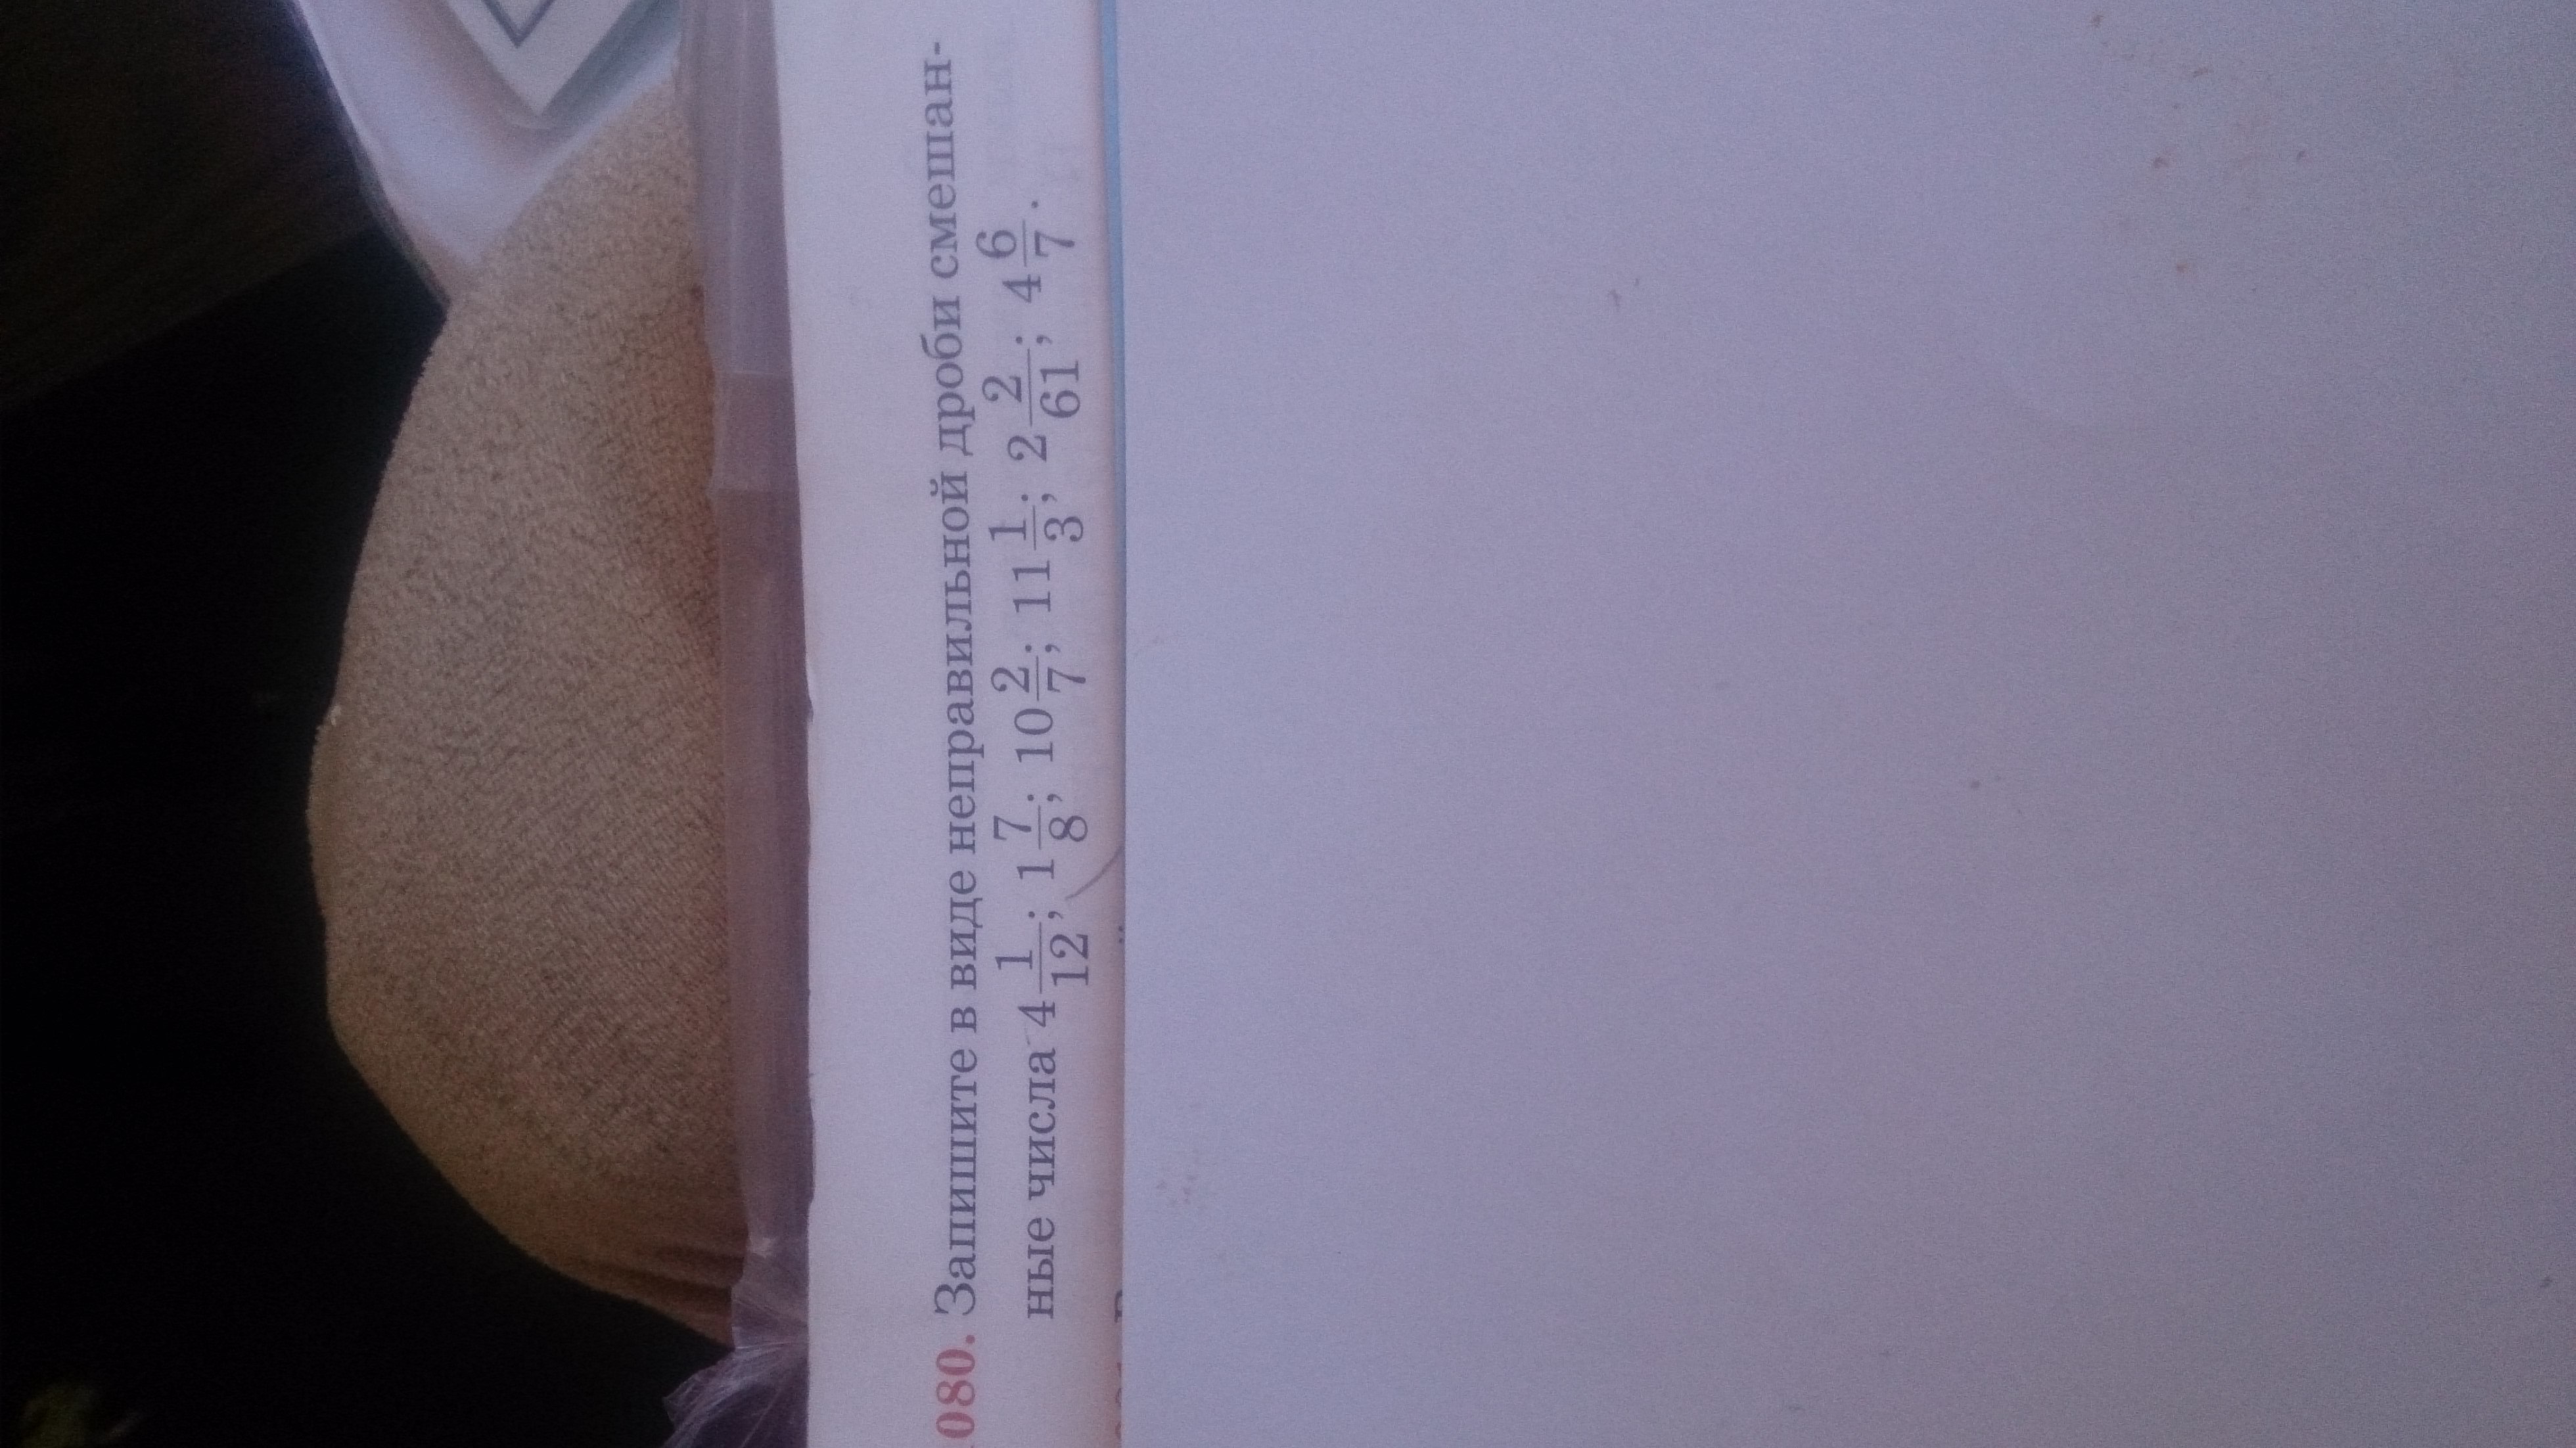 1080. Запишите в виде неправильной дроби смешан-
ные числа 4 1/12; 1 7/8; 10 2/7; 11 1/3; 2 2/61; 4 6/7.